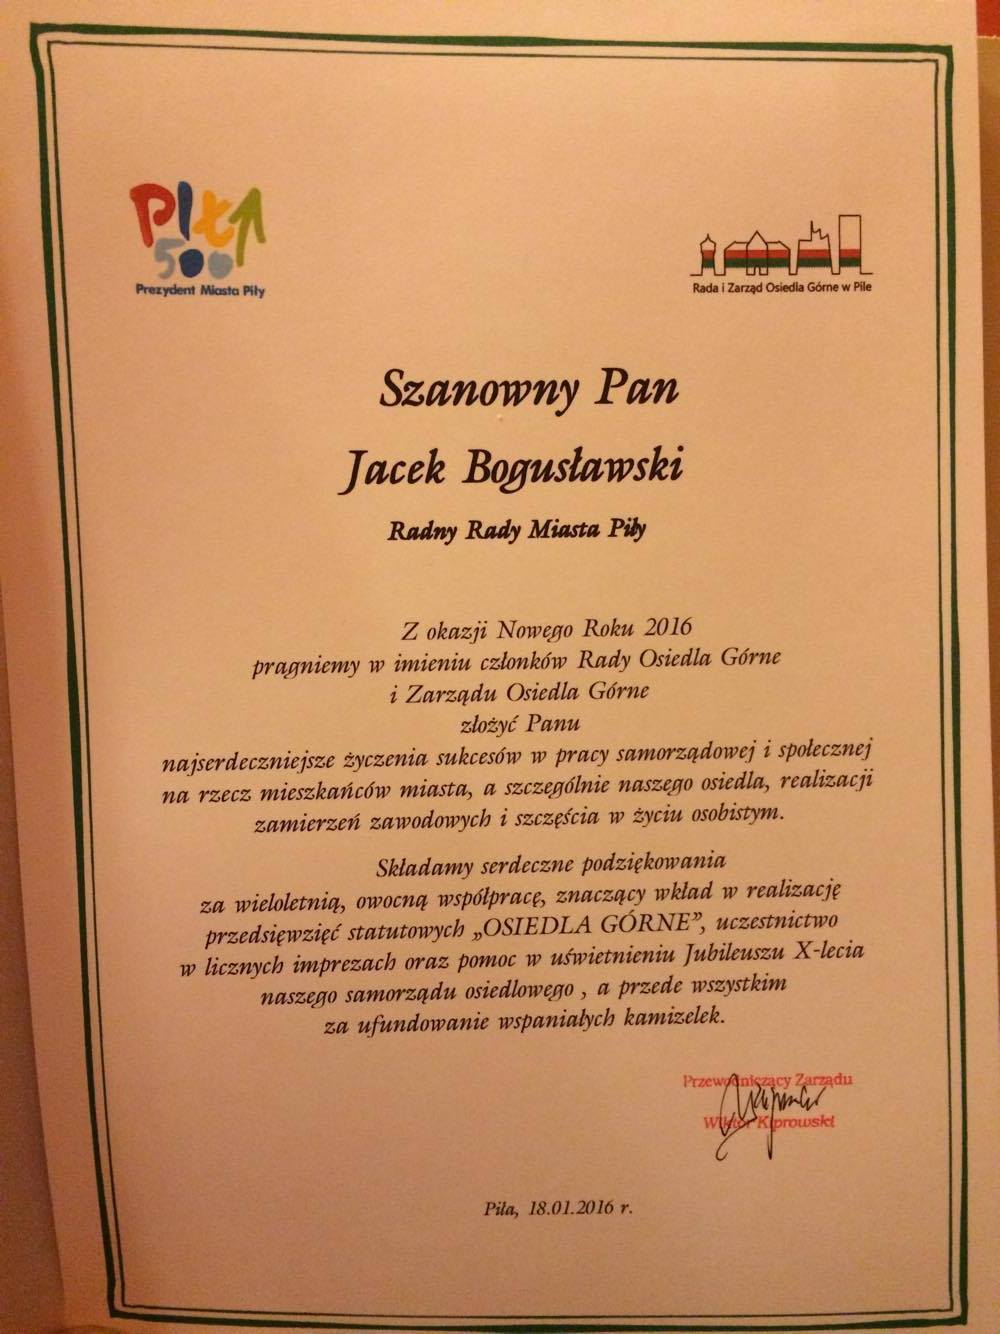 PIŁA
500
Prezydent Miasta Piły
Rada i Zarząd Osiedla Górne w Pile
Szanowny Pan
Jacek Bogusławski
Radny Rady Miasta Piły
Z okazji Nowego Roku 2016
pragniemy w imieniu członków Rady Osiedla Górne
i Zarządu Osiedla Górne
złożyć Panu
najserdeczniejsze życzenia sukcesów w pracy samorządowej i społecznej
na rzecz mieszkańców miasta, a szczególnie naszego osiedla, realizacji
zamierzeń zawodowych i szczęścia w życiu osobistym.
Składamy serdeczne podziękowania
za wieloletnią, owocną współpracę, znaczący wkład w realizację
przedsięwzięć statutowych „OSIEDLA GÓRNE”, uczestnictwo
w licznych imprezach oraz pomoc w uświetnieniu Jubileuszu X-lecia
naszego samorządu osiedlowego , a przede wszystkim
za ufundowanie wspaniałych kamizelek.
Przewodniczący Zarządu
Wiktor Kiprowski
Piła, 18.01.2016 r.